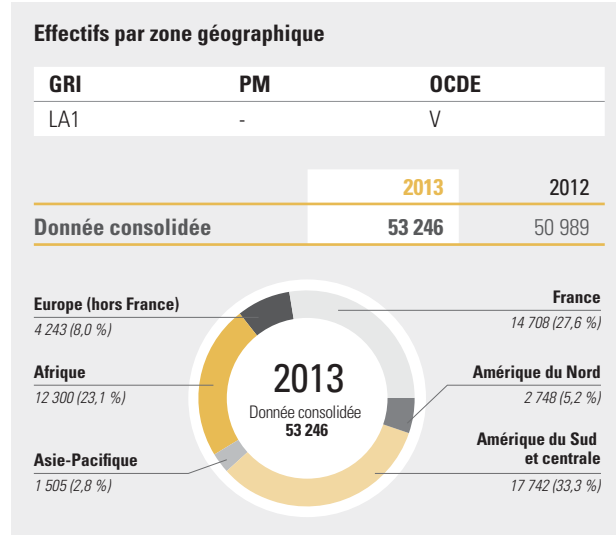 Effectifs par zone géographique
GRI PM OCDE
LA1 - V
2013 2012
Donnée consolidée 53 246 50 989
Europe (hors France)
4 243 (8,0 %)
Afrique
12 300 (23,1 %)
Asie-Pacifique
1 505 (2,8 %)
2013
Donnée consolidée
53 246
France
14 708 (27,6 %)
Amérique du Nord
2 748 (5,2 %)
Amérique du Sud
et centrale
17 742 (33,3 %)